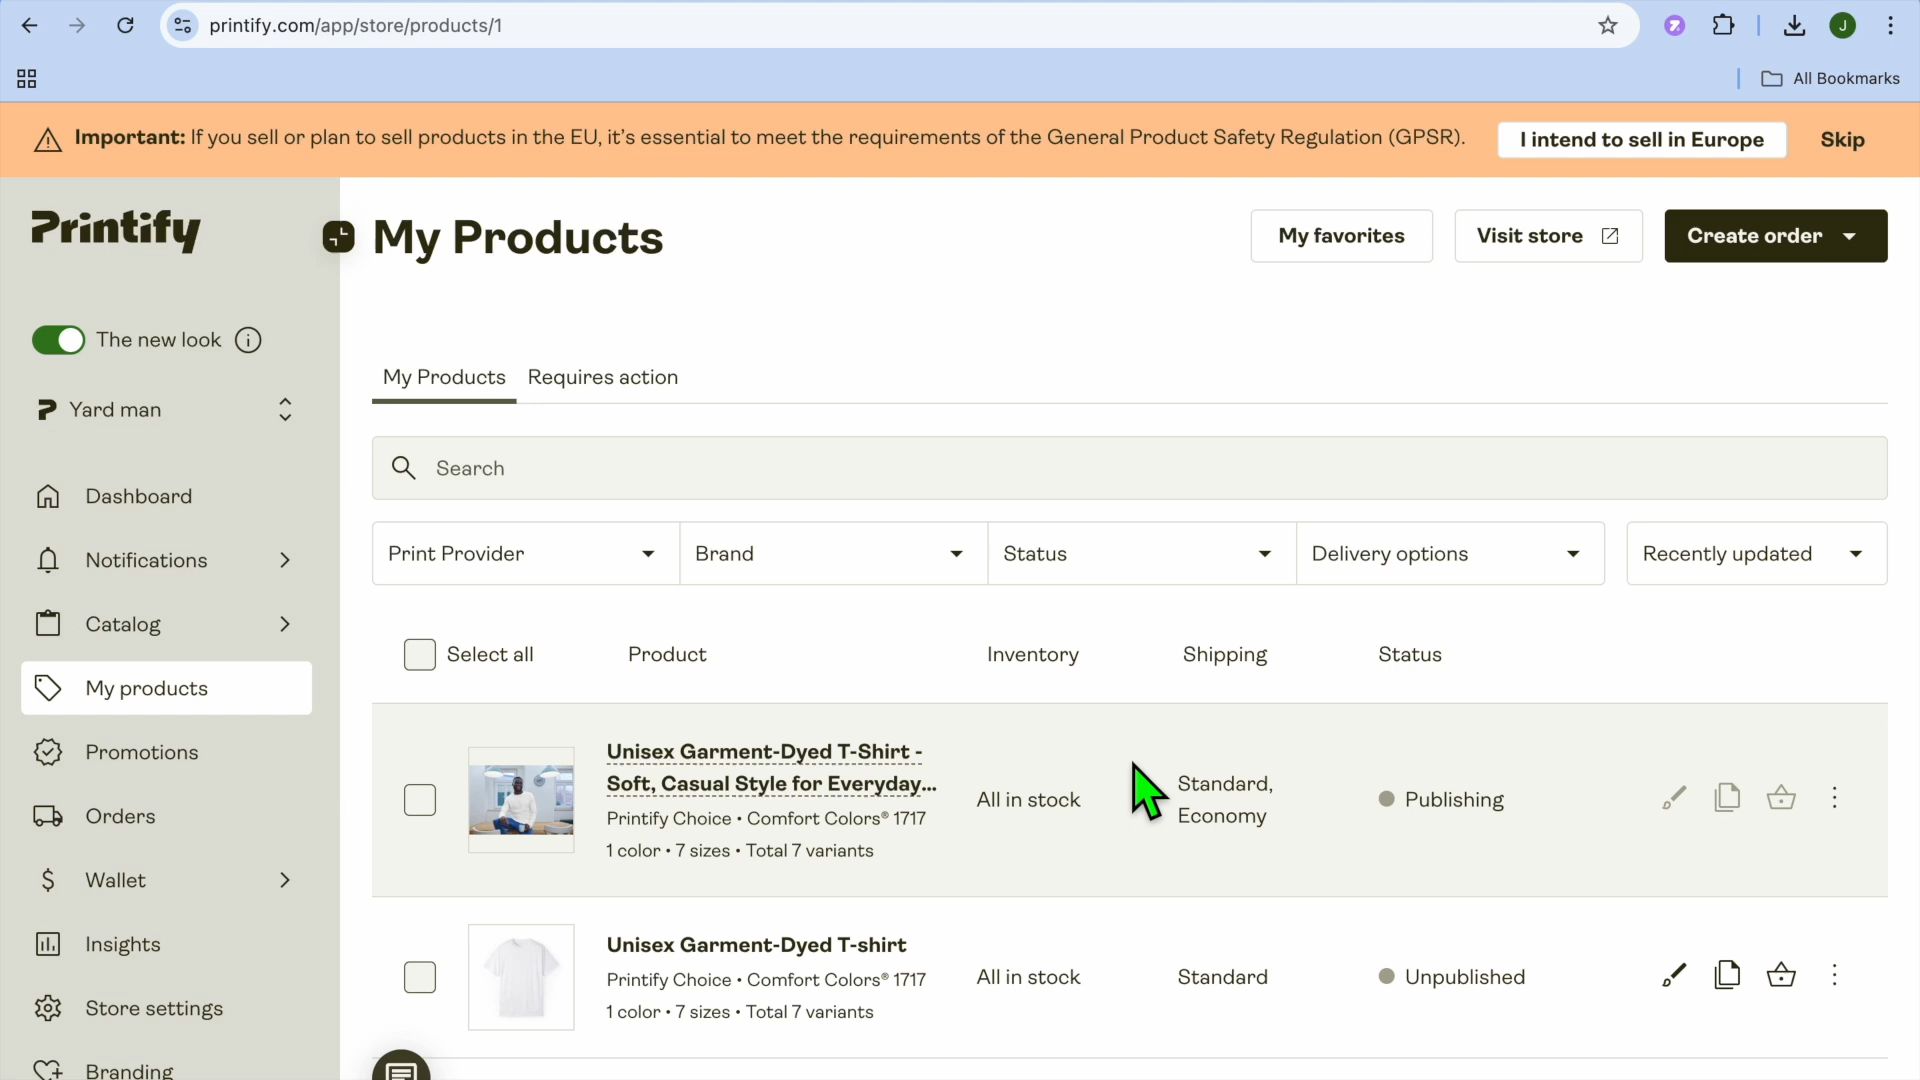 printify.com/app/store/products/1
J
All Bookmarks
Important: If you sell or plan to sell products in the EU, it's essential to meet the requirements of the General Product Safety Regulation (GPSR).
I intend to sell in Europe
Skip
Printify
My Products
My favorites
Visit store
Create order
The new look
My Products
Requires action
Yard man
Search
Dashboard
Print Provider
Brand
Status
Delivery options
Recently updated
Notifications
Catalog
Select all
Product
Inventory
Shipping
Status
My products
Promotions
Unisex Garment-Dyed T-Shirt -
Soft, Casual Style for Everyday...
Printify Choice • Comfort Colors® 1717
1 color • 7 sizes • Total 7 variants
All in stock
Standard,
Economy
Publishing
Orders
Wallet
Insights
Unisex Garment-Dyed T-shirt
Printify Choice • Comfort Colors® 1717
1 color • 7 sizes • Total 7 variants
All in stock
Standard
Unpublished
Store settings
Branding